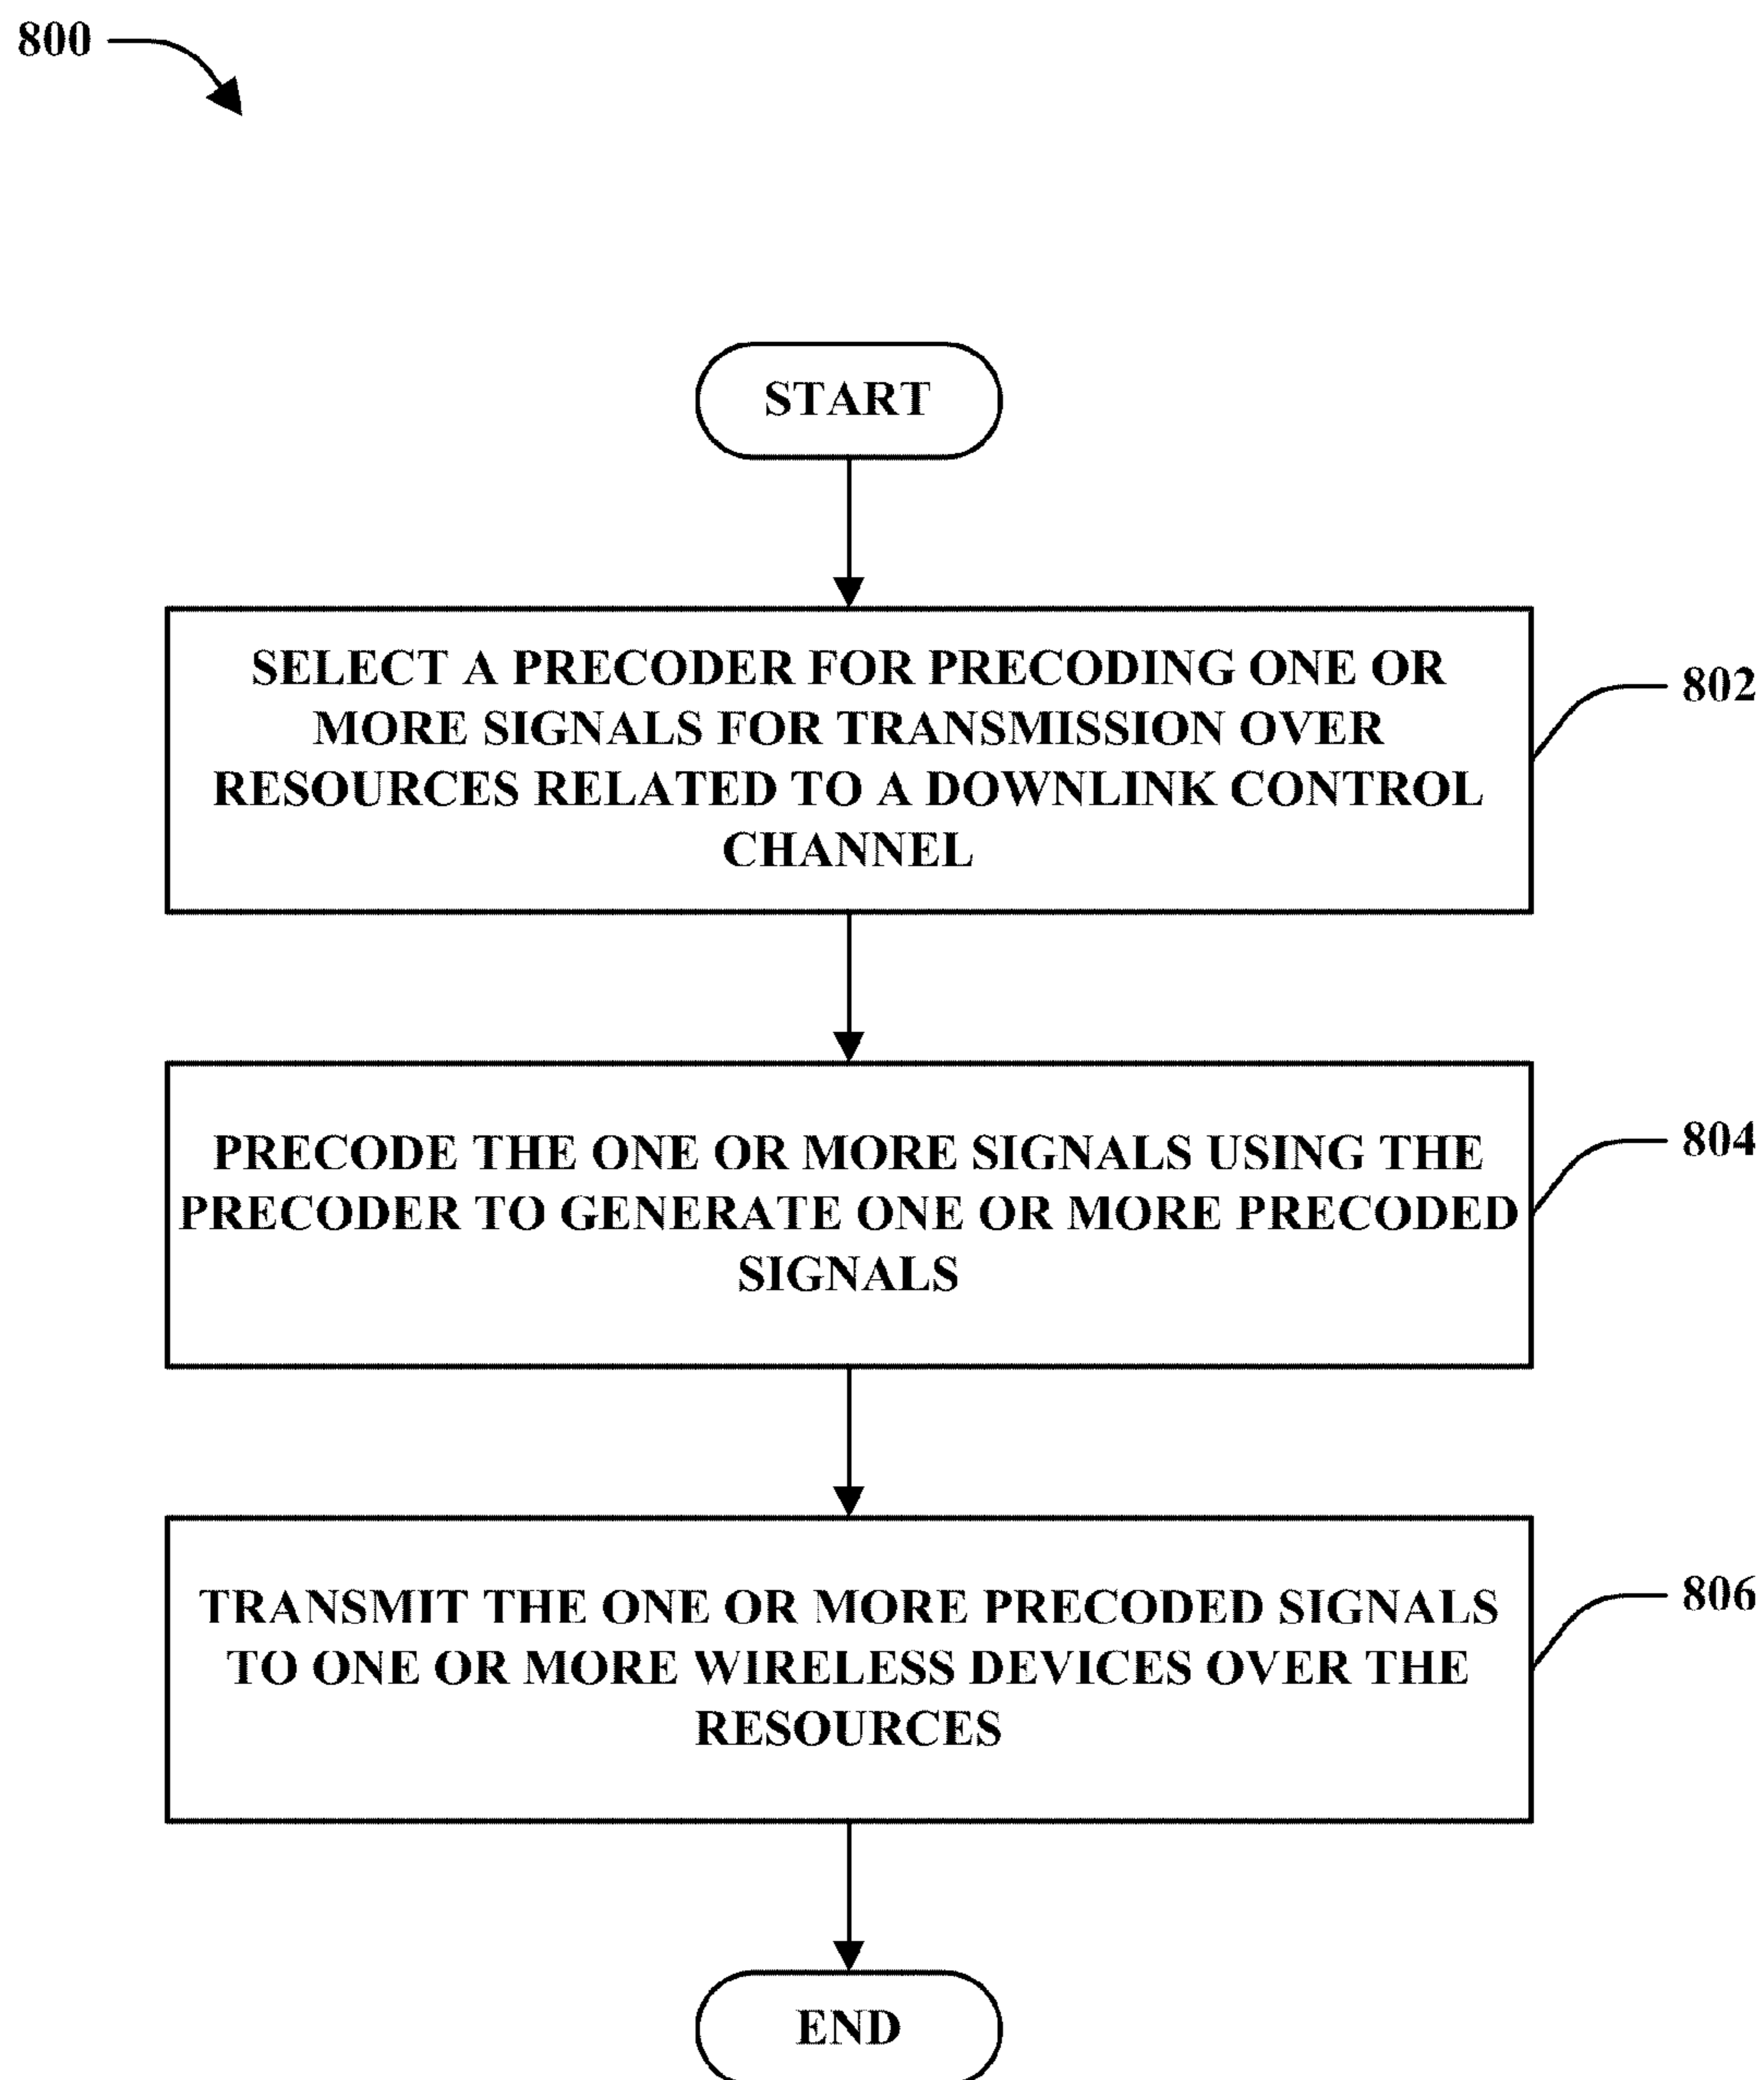 800
START
SELECT A PRECODER FOR PRECODING ONE OR
MORE SIGNALS FOR TRANSMISSION OVER
RESOURCES RELATED TO A DOWNLINK CONTROL
CHANNEL
802
PRECODE THE ONE OR MORE SIGNALS USING THE
PRECODER TO GENERATE ONE OR MORE PRECODED
SIGNALS
804
TRANSMIT THE ONE OR MORE PRECODED SIGNALS
TO ONE OR MORE WIRELESS DEVICES OVER THE
RESOURCES
806
END